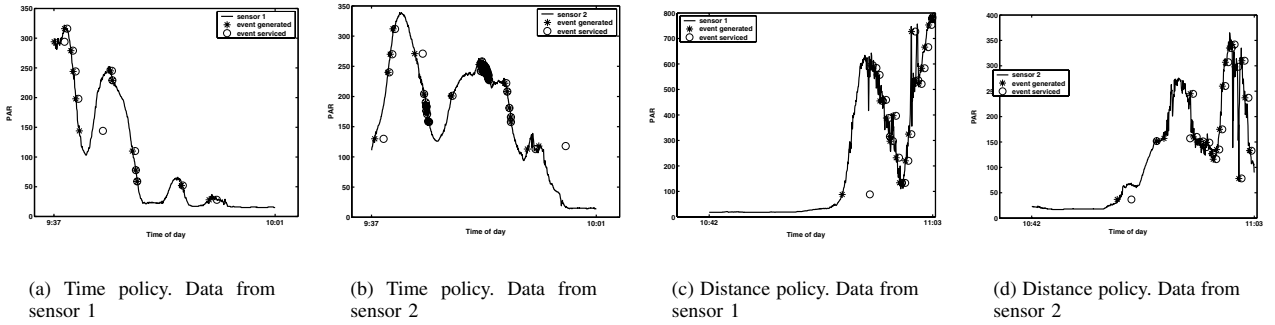 350
300
250
200
150
100
50
0
PAR
9:37
10:01
Time of day
sensor 1
event generated
event serviced
350
300
250
200
150
100
50
0
PAR
9:37
10:01
Time of day
sensor 2
event generated
event serviced
800
700
600
500
400
300
200
100
0
PAR
10:42
11:03
Time of day
sensor 1
event generated
event serviced
400
350
300
250
200
150
100
50
0
PAR
10:42
11:03
Time of day
sensor 2
event generated
event serviced
(a) Time policy. Data from
sensor 1
(b) Time policy. Data from
sensor 2
(c) Distance policy. Data from
sensor 1
(d) Distance policy. Data from
sensor 2